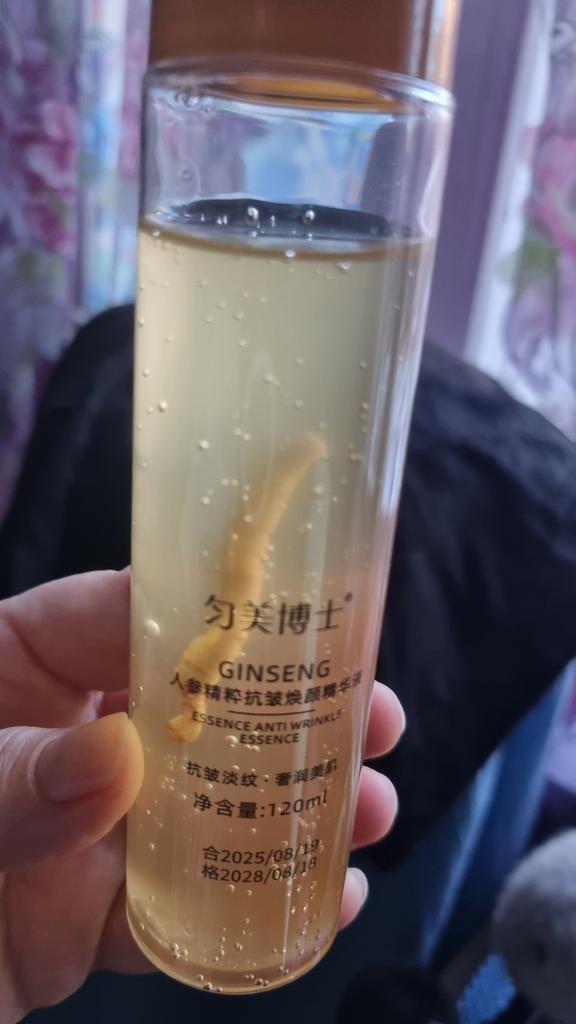 匀美博士®
GINSENG
人参精粹抗皱焕颜精华液
ESSENCE ANTI WRINKLE
ESSENCE
抗皱淡纹·奢润美肌
净含量:120ml
合2025/08/19
格2028/08/18